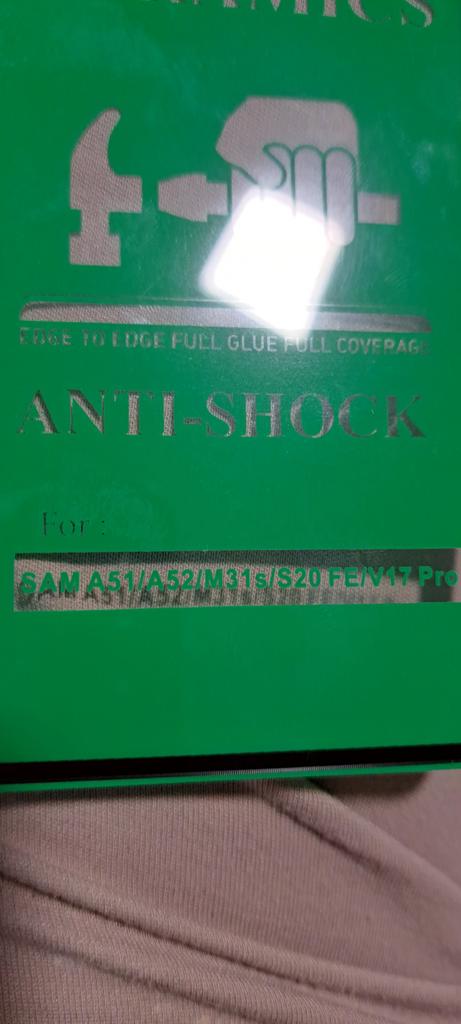 EDGE TO EDGE FULL GLUE FULL COVERAGE
ANTI-SHOCK
For :
SAM A51/A52/M31s/S20 FE/V17 Pro